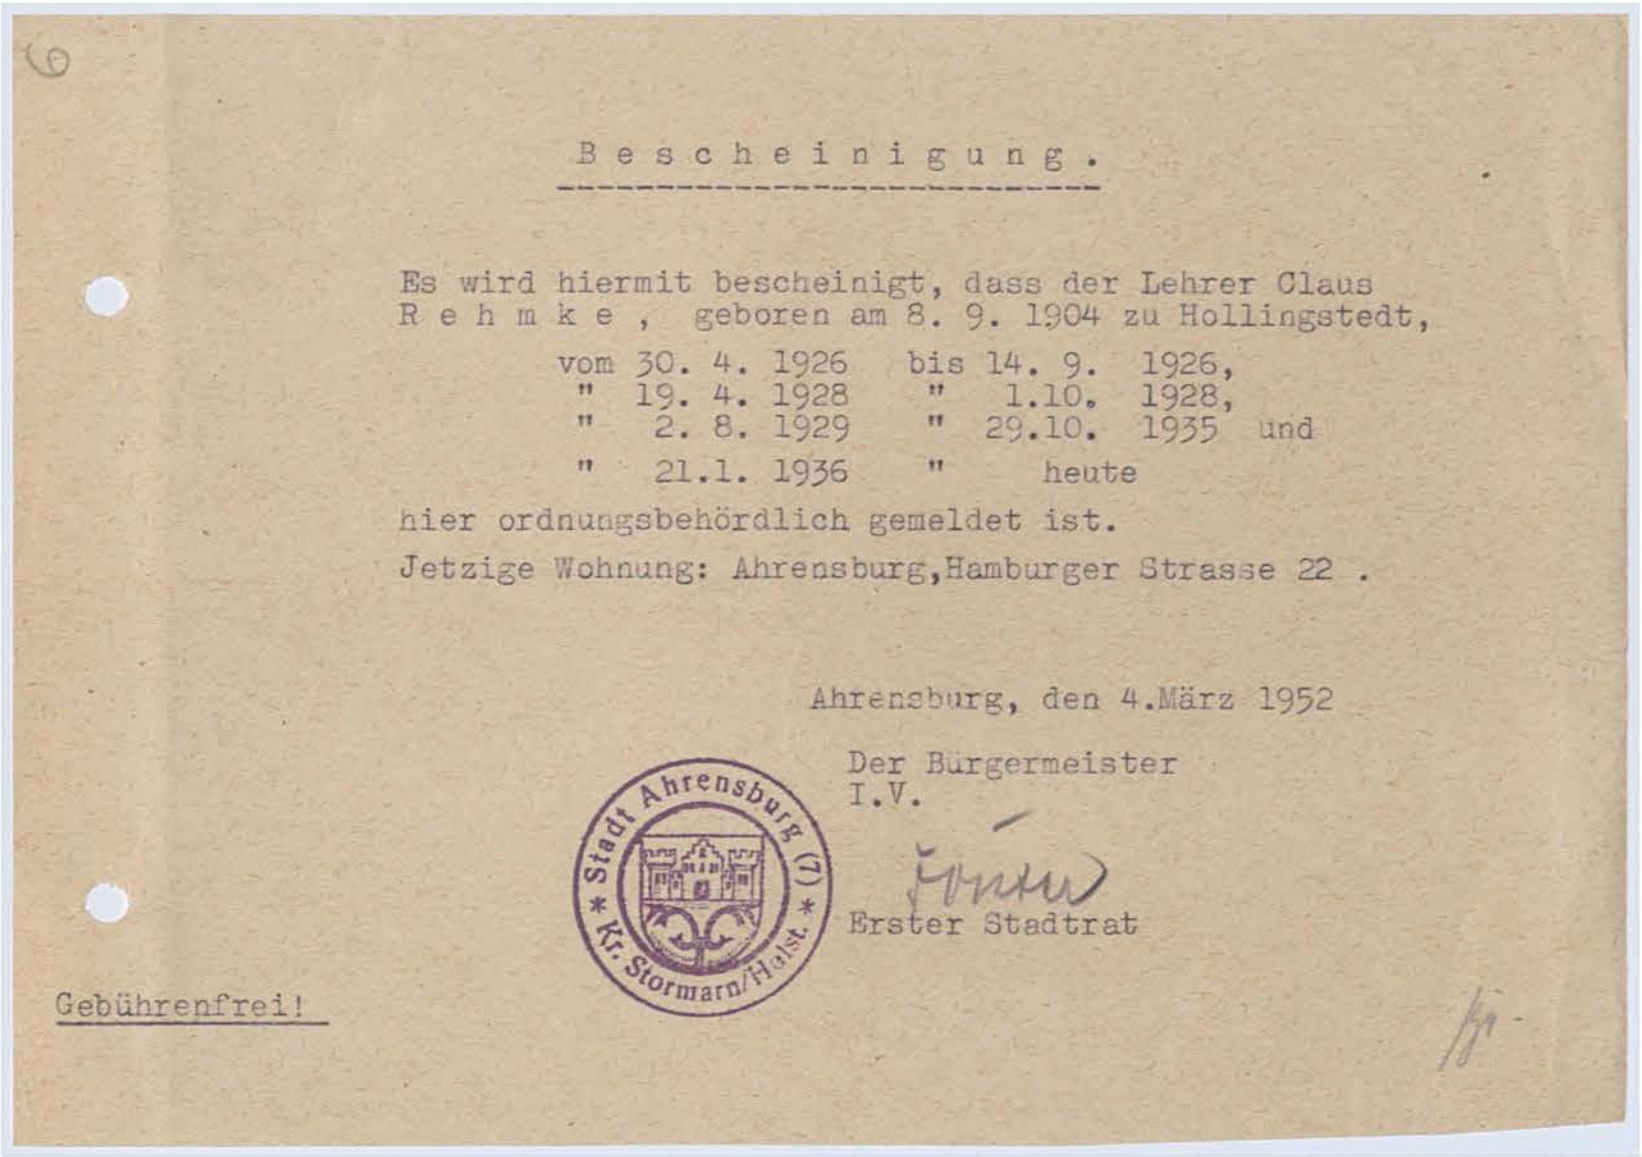 6
Bescheinigung.
Es wird hiermit bescheinigt, dass der Lehrer Claus
Rehmke, geboren am 8. 9. 1904 zu Hollingstedt,
vom 30. 4. 1926 bis 14. 9. 1926,
" 19. 4. 1928 " 1.10. 1928,
" 2. 8. 1929 " 29.10. 1935 und
" 21.1. 1936 " heute
hier ordnungsbehördlich gemeldet ist.
Jetzige Wohnung: Ahrensburg,Hamburger Strasse 22 .
Ahrensburg, den 4.März 1952
Der Bürgermeister
I.V.
Erster Stadtrat
* Stadt Ahrensburg (7) *
Kr. Stormarn/Holst.
Gebührenfrei!